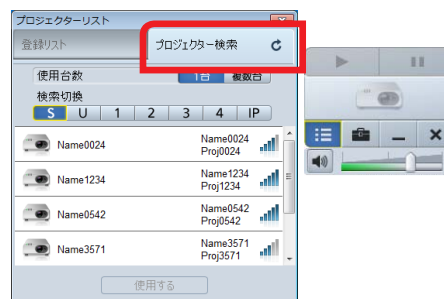 プロジェクターリスト
登録リスト
プロジェクター検索
使用台数
1台 複数台
検索切換
S U 1 2 3 4 IP
Name0024
Name0024
Proj0024
Name1234
Name1234
Proj1234
Name0542
Name0542
Proj0542
Name3571
Name3571
Proj3571
使用する